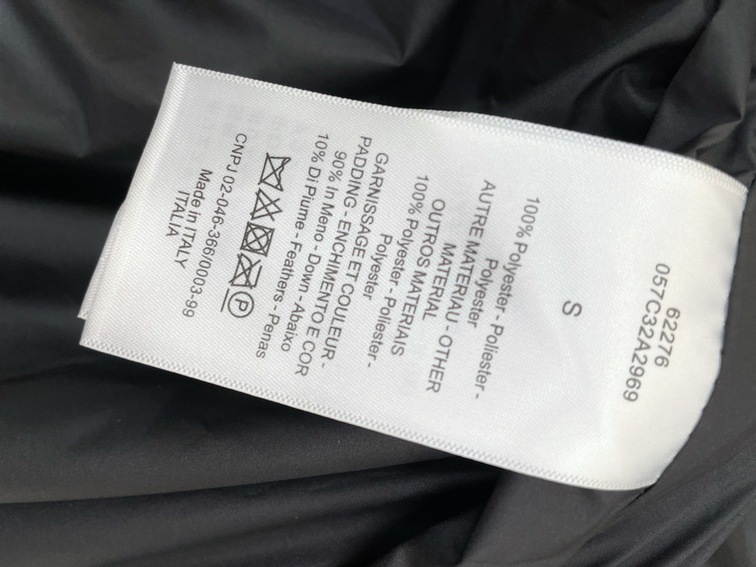 62276
057C32A2969
S
100% Polyester - Poliester -
Polyester
AUTRE MATERIAU - OTHER
MATERIAL -
OUTROS MATERIAIS
100% Polyester - Poliester -
Polyester
GARNISSAGE ET COULEUR -
PADDING - ENCHIMENTO E COR
90% In Meno - Down - Abaixo
10% Di Piume - Feathers - Penas
P
CNPJ 02-046-366/0003-99
Made in ITALY
ITALIA